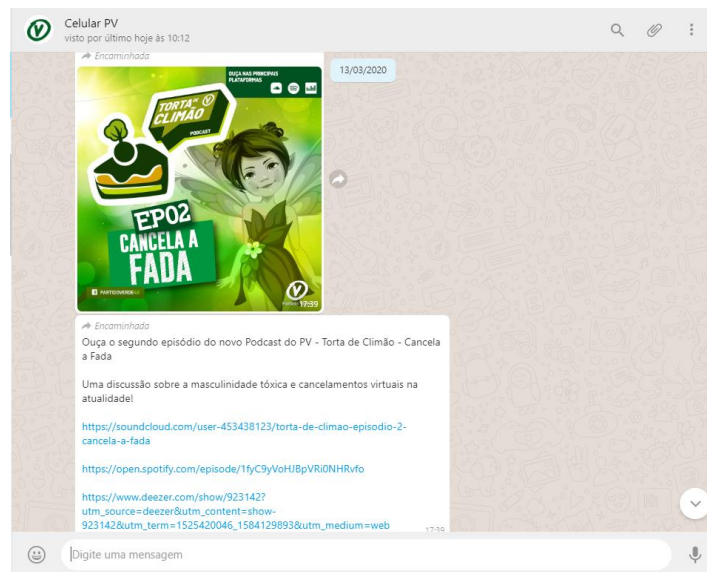 Celular PV
visto por último hoje às 10:12
Encaminhada
13/03/2020
OUÇA NAS PRINCIPAIS
PLATAFORMAS
TORTA DE
CLIMÃO
PODCAST
EP02
CANCELA A
FADA
17:39
Encaminhada
Ouça o segundo episódio do novo Podcast do PV - Torta de Climão - Cancela
a Fada
Uma discussão sobre a masculinidade tóxica e cancelamentos virtuais na
atualidade!
https://soundcloud.com/user-453438123/torta-de-climao-episodio-2-
cancela-a-fada
https://open.spotify.com/episode/1fyC9yVoHJBpVRi0NHRvfo
https://www.deezer.com/show/923142?
utm_source=deezer&utm_content=show-
923142&utm_term=1525420046_1584129893&utm_medium=web
17:39
Digite uma mensagem